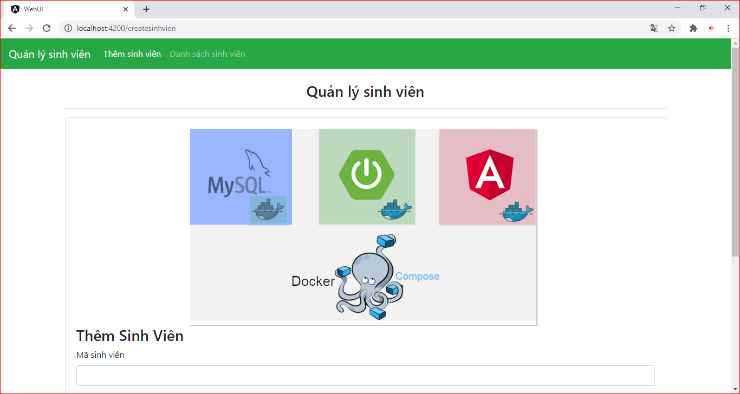 WebUI
localhost:4200/createsinhvien
Quản lý sinh viên Thêm sinh viên Danh sách sinh viên
Quản lý sinh viên
MySQL
Docker Compose
Thêm Sinh Viên
Mã sinh viên